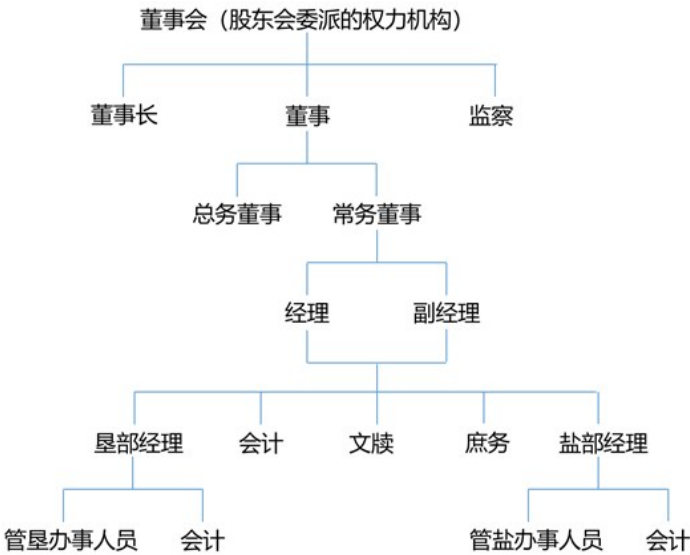 董事会（股东会委派的权力机构）
董事长 董事 监察
总务董事 常务董事
经理 副经理
垦部经理 会计 文牍 庶务 盐部经理
管垦办事人员 会计 管盐办事人员 会计